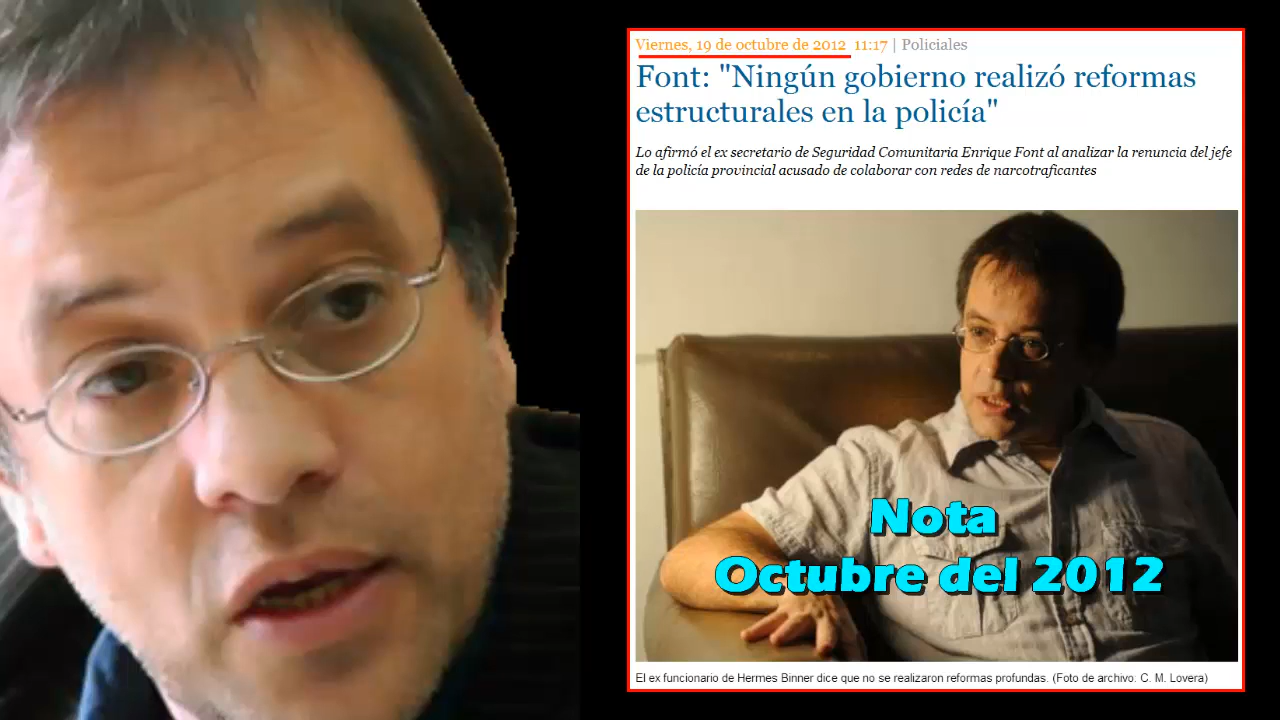 Viernes, 19 de octubre de 2012 11:17 | Policiales
Font: "Ningún gobierno realizó reformas
estructurales en la policía"
Lo afirmó el ex secretario de Seguridad Comunitaria Enrique Font al analizar la renuncia del jefe
de la policía provincial acusado de colaborar con redes de narcotraficantes
Nota
Octubre del 2012
El ex funcionario de Hermes Binner dice que no se realizaron reformas profundas. (Foto de archivo: C. M. Lovera)